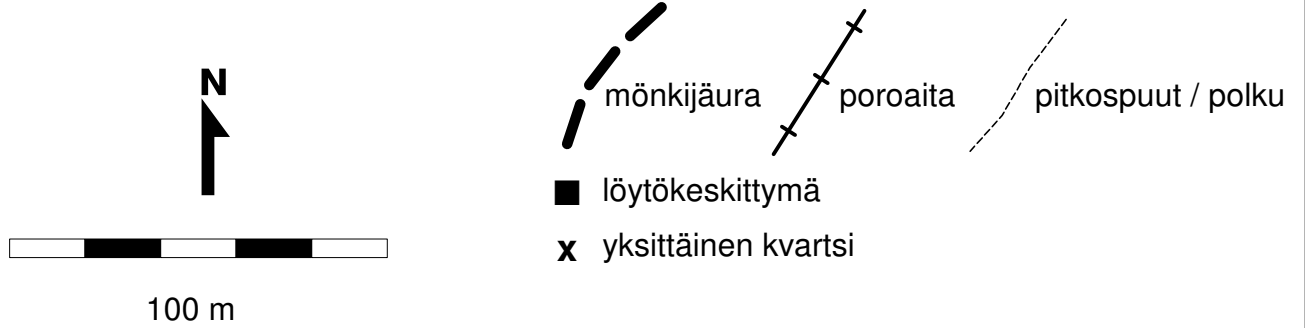 N
mönkijäura
poroaita
pitkospuut / polku
löytökeskittymä
x yksittäinen kvartsi
100 m